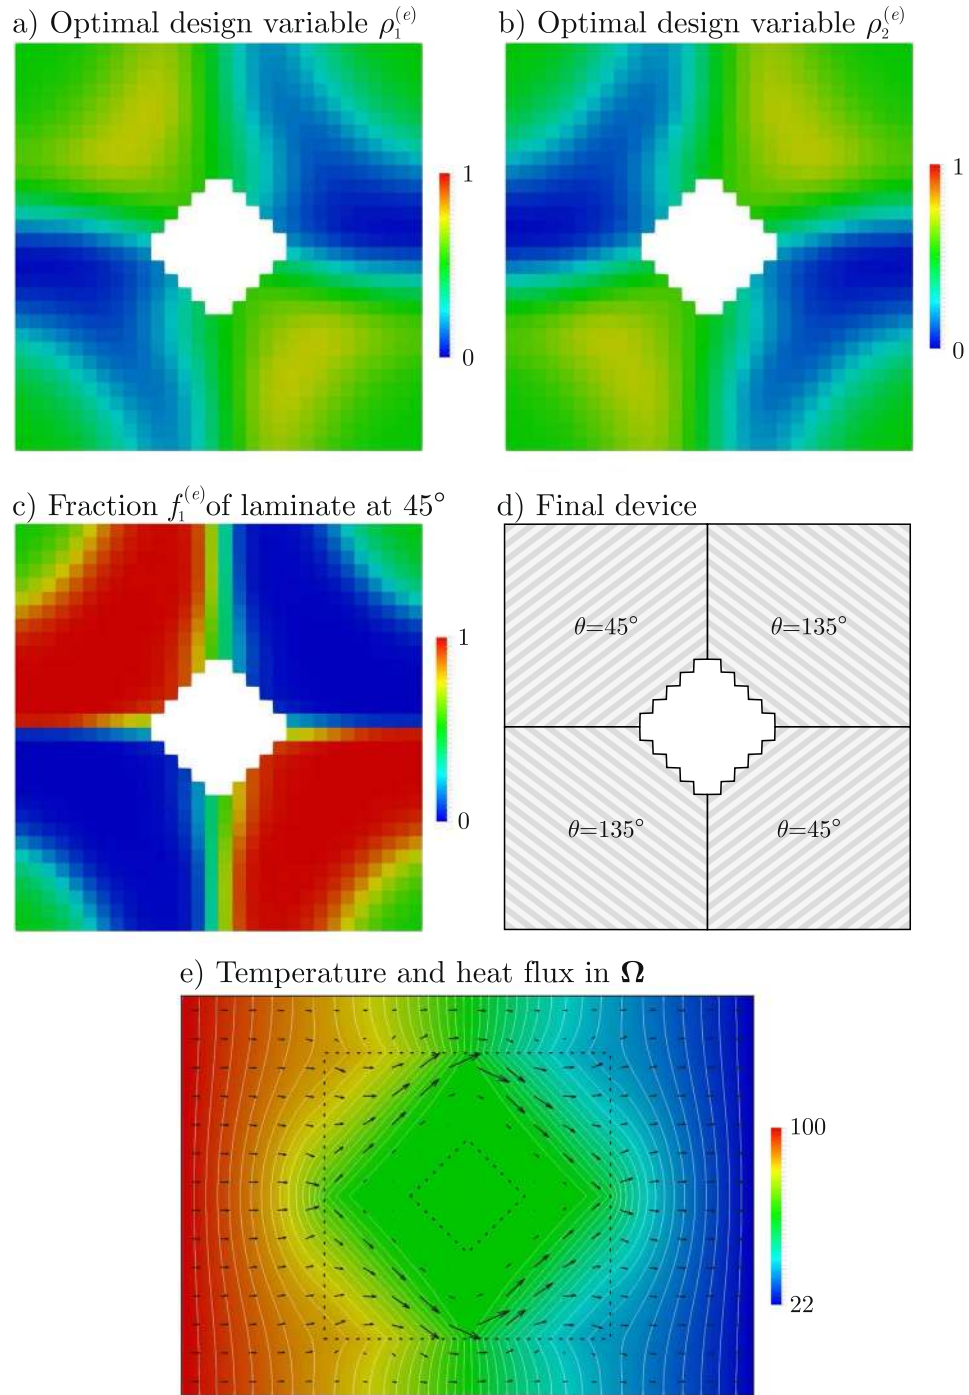 a) Optimal design variable ρ₁⁽ᵉ⁾
b) Optimal design variable ρ₂⁽ᵉ⁾
1
0
1
0
c) Fraction f₁⁽ᵉ⁾ of laminate at 45°
d) Final device
1
0
θ=45°
θ=135°
θ=135°
θ=45°
e) Temperature and heat flux in Ω
100
22